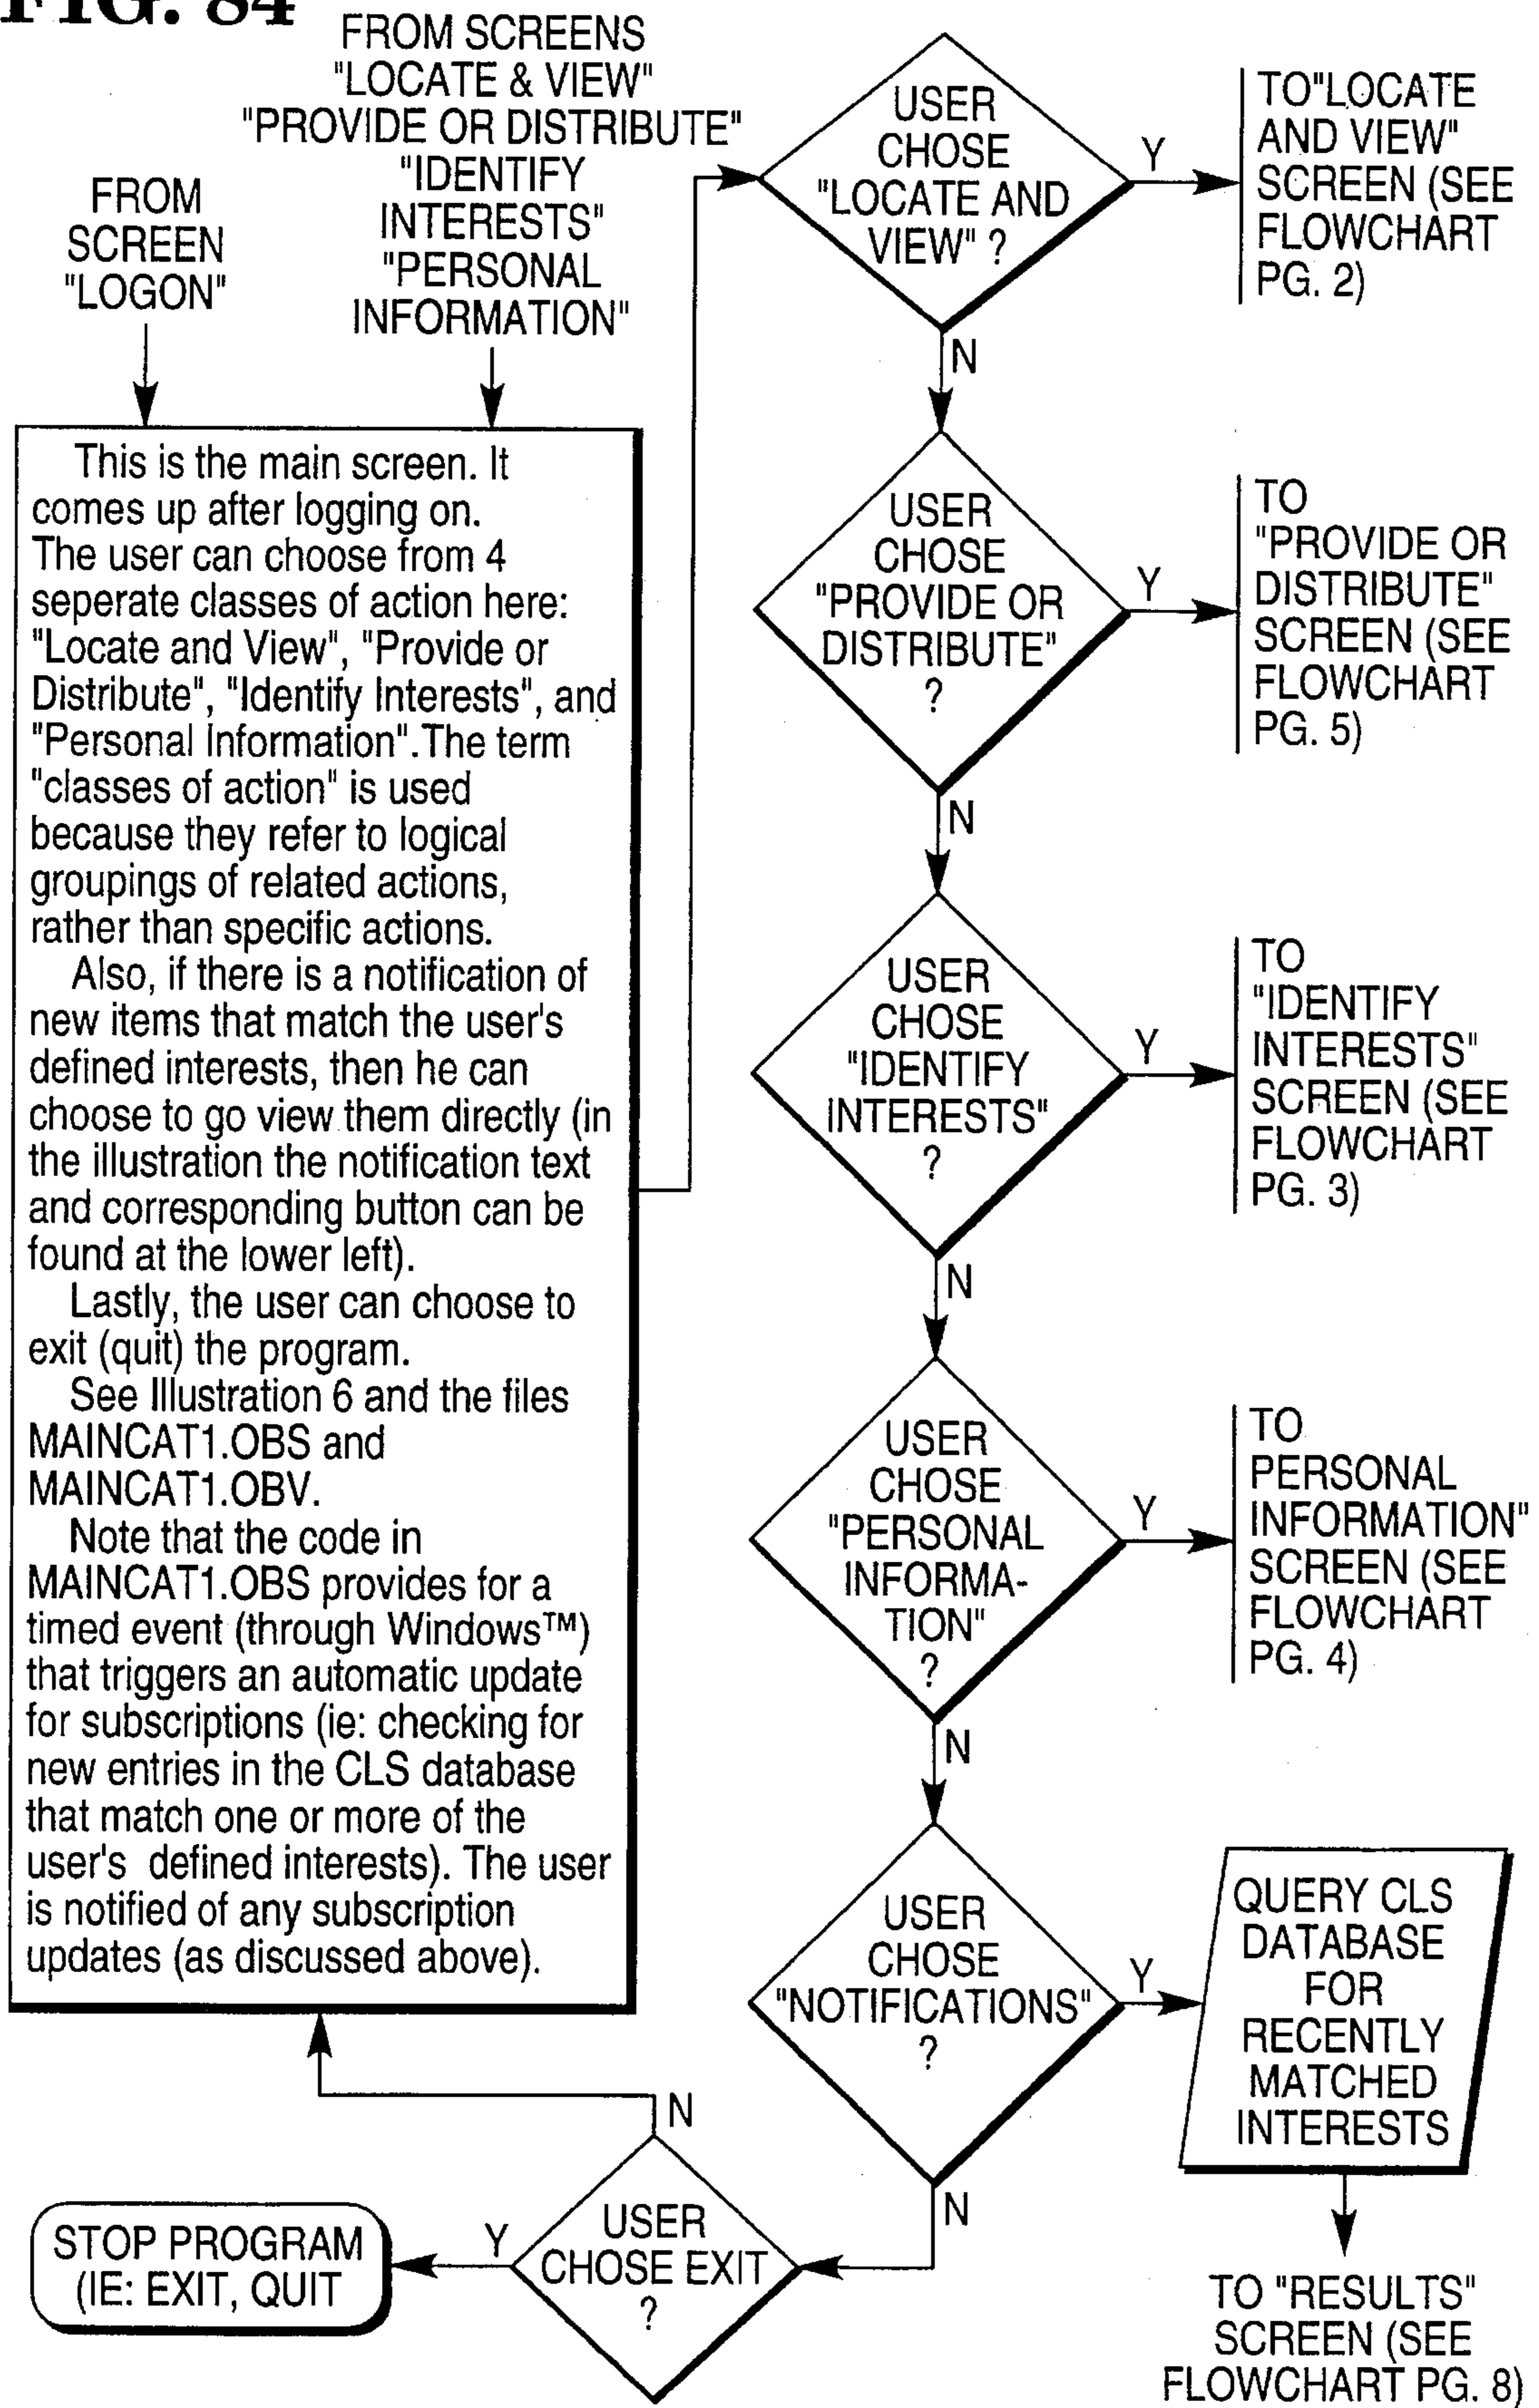 FIG. 84
FROM SCREENS
"LOCATE & VIEW"
"PROVIDE OR DISTRIBUTE"
"IDENTIFY
INTERESTS"
"PERSONAL
INFORMATION"
FROM
SCREEN
"LOGON"
This is the main screen. It
comes up after logging on.
The user can choose from 4
seperate classes of action here:
"Locate and View", "Provide or
Distribute", "Identify Interests", and
"Personal Information".The term
"classes of action" is used
because they refer to logical
groupings of related actions,
rather than specific actions.
Also, if there is a notification of
new items that match the user's
defined interests, then he can
choose to go view them directly (in
the illustration the notification text
and corresponding button can be
found at the lower left).
Lastly, the user can choose to
exit (quit) the program.
See Illustration 6 and the files
MAINCAT1.OBS and
MAINCAT1.OBV.
Note that the code in
MAINCAT1.OBS provides for a
timed event (through Windows™)
that triggers an automatic update
for subscriptions (ie: checking for
new entries in the CLS database
that match one or more of the
user's defined interests). The user
is notified of any subscription
updates (as discussed above).
USER
CHOSE
"LOCATE AND
VIEW" ?
Y
TO"LOCATE
AND VIEW"
SCREEN (SEE
FLOWCHART
PG. 2)
N
USER
CHOSE
"PROVIDE OR
DISTRIBUTE"
?
Y
TO
"PROVIDE OR
DISTRIBUTE"
SCREEN (SEE
FLOWCHART
PG. 5)
N
USER
CHOSE
"IDENTIFY
INTERESTS"
?
Y
TO
"IDENTIFY
INTERESTS"
SCREEN (SEE
FLOWCHART
PG. 3)
N
USER
CHOSE
"PERSONAL
INFORMA-
TION"
?
Y
TO
PERSONAL
INFORMATION"
SCREEN (SEE
FLOWCHART
PG. 4)
N
USER
CHOSE
"NOTIFICATIONS"
?
Y
QUERY CLS
DATABASE
FOR
RECENTLY
MATCHED
INTERESTS
TO "RESULTS"
SCREEN (SEE
FLOWCHART PG. 8)
N
USER
CHOSE EXIT
?
N
Y
STOP PROGRAM
(IE: EXIT, QUIT